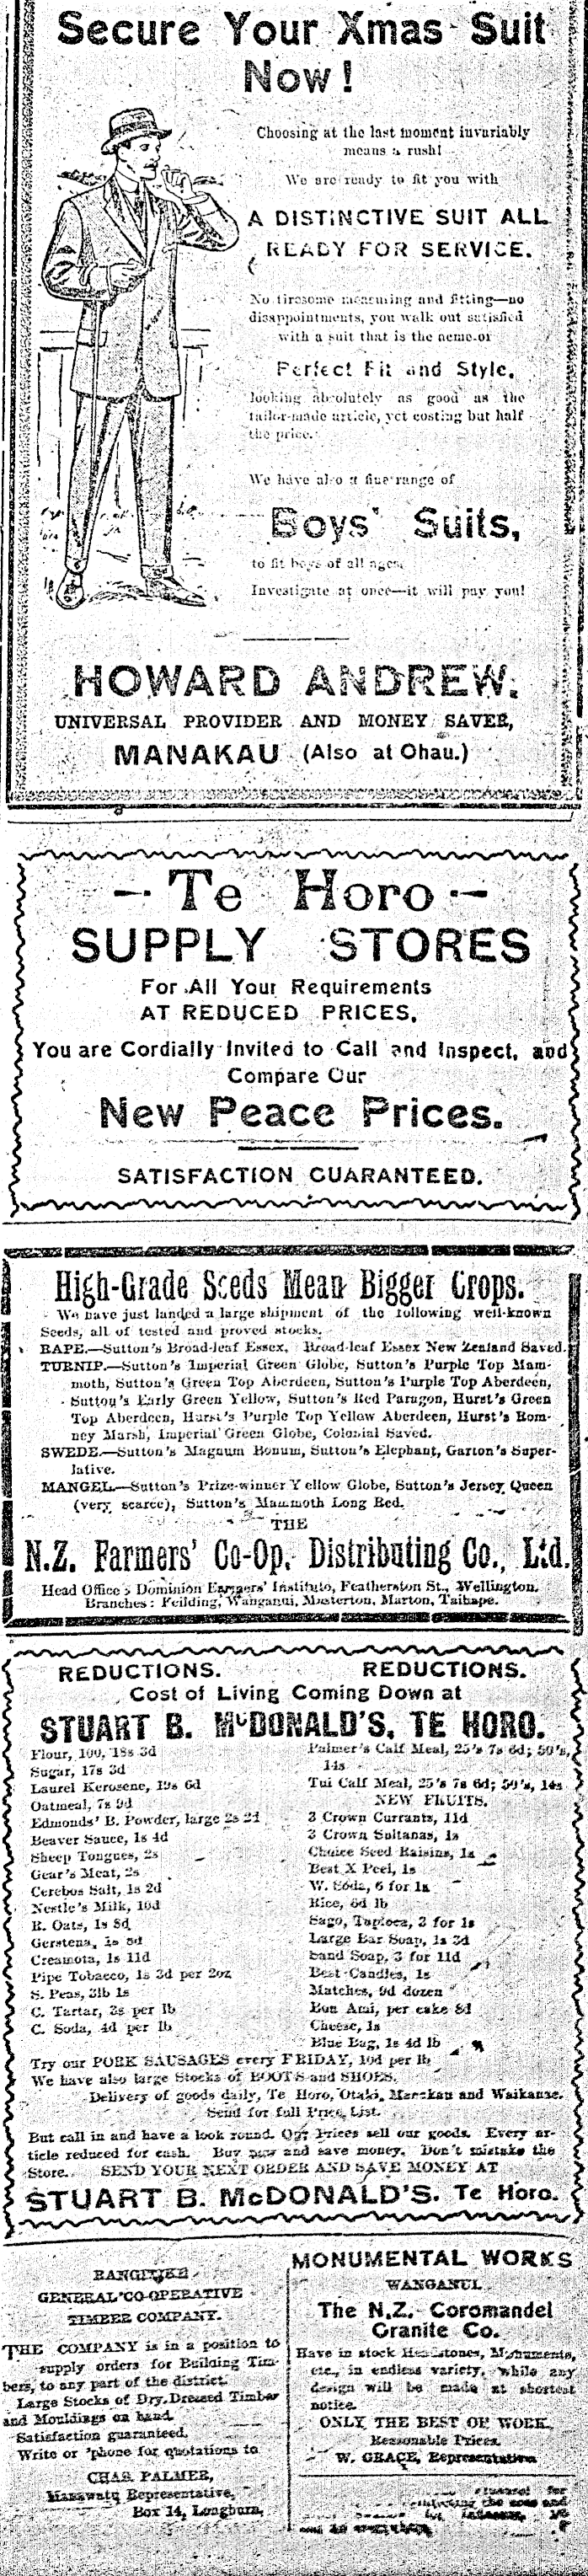 Secure Your Xmas Suit
Now!
Choosing at the last moment invariably
means a rush!
We are ready to fit you with
A DISTINCTIVE SUIT ALL
READY FOR SERVICE.
No tiresome measuring and fitting—no
disappointments, you walk out satisfied
with a suit that is the acme of
Perfect Fit and Style,
looking absolutely as good as the
tailor-made article, yet costing but half
the price.
We have also a fine range of
Boys' Suits,
to fit boys of all ages.
Investigate at once—it will pay you!
HOWARD ANDREW.
UNIVERSAL PROVIDER AND MONEY SAVER,
MANAKAU (Also at Ohau.)
— Te Horo —
SUPPLY STORES
For All Your Requirements
AT REDUCED PRICES.
You are Cordially Invited to Call and Inspect, and
Compare Our
New Peace Prices.
SATISFACTION GUARANTEED.
High-Grade Seeds Mean Bigger Crops.
We have just landed a large shipment of the following well-known
Seeds, all of tested and proved stocks.
RAPE.—Sutton's Broad-leaf Essex, Broad-leaf Essex New Zealand Saved.
TURNIP.—Sutton's Imperial Green Globe, Sutton's Purple Top Mam-
moth, Sutton's Green Top Aberdeen, Sutton's Purple Top Aberdeen,
Sutton's Early Green Yellow, Sutton's Red Paragon, Hurst's Green
Top Aberdeen, Hurst's Purple Top Yellow Aberdeen, Hurst's Rom-
ney Marsh, Imperial Green Globe, Colonial Saved.
SWEDE.—Sutton's Magnum Bonum, Sutton's Elephant, Garton's Super-
lative.
MANGEL.—Sutton's Prize-winner Yellow Globe, Sutton's Jersey Queen
(very scarce), Sutton's Mammoth Long Red.
THE
N.Z. Farmers' Co-Op. Distributing Co., Ltd.
Head Office: Dominion Farmers' Institute, Featherston St., Wellington.
Branches: Feilding, Wanganui, Masterton, Marton, Taihape.
REDUCTIONS. REDUCTIONS.
Cost of Living Coming Down at
STUART B. McDONALD'S, TE HORO.
Flour, 100, 18s 3d
Sugar, 17s 3d
Laurel Kerosene, 19s 6d
Oatmeal, 7s 9d
Edmonds' B. Powder, large 2s 2d
Beaver Sauce, 1s 4d
Sheep Tongues, 2s
Gear's Meat, 2s
Cerebos Salt, 1s 2d
Nestle's Milk, 10d
R. Oats, 1s 8d
Gerstena, 1s 8d
Creamota, 1s 11d
Pipe Tobacco, 1s 3d per 2oz
S. Peas, 3lb 1s
C. Tartar, 3s per lb
C. Soda, 4d per lb
Palmer's Calf Meal, 25's 7s 6d; 50's,
14s
Tui Calf Meal, 25's 7s 6d; 50's, 14s
NEW FRUITS.
3 Crown Currants, 11d
3 Crown Sultanas, 1s
Choice Seed Raisins, 1s
Best X Peel, 1s
W. Soda, 6 for 1s
Rice, 6d lb
Sago, Tapioca, 3 for 1s
Large Bar Soap, 1s 3d
Sand Soap, 3 for 11d
Best Candles, 1s
Matches, 9d dozen
Bon Ami, per cake 8d
Cheese, 1s
Blue Bag, 1s 4d lb
Try our PORK SAUSAGES every FRIDAY, 10d per lb
We have also large Stocks of BOOTS and SHOES.
Delivery of goods daily, Te Horo, Otaki, Manakau and Waikanae.
Send for full Price List.
But call in and have a look round. Our Prices sell our goods. Every ar-
ticle reduced for cash. Buy now and save money. Don't mistake the
Store. SEND YOUR NEXT ORDER AND SAVE MONEY AT
STUART B. McDONALD'S. Te Horo.
RANGITIKEI
GENERAL CO-OPERATIVE
TIMBER COMPANY.
THE COMPANY is in a position to
supply orders for Building Tim-
bers, to any part of the district.
Large Stocks of Dry Dressed Timber
and Mouldings on hand.
Satisfaction guaranteed.
Write or 'phone for quotations to
CHAS. PALMER,
Manawatu Representative,
Box 14, Longburn,
MONUMENTAL WORKS
WANGANUI.
The N.Z. Coromandel
Granite Co.
Have in stock Headstones, Monuments,
etc., in endless variety, while any
design will be made at shortest
notice.
ONLY THE BEST OF WORK.
Reasonable Prices.
W. GRACE, Representative